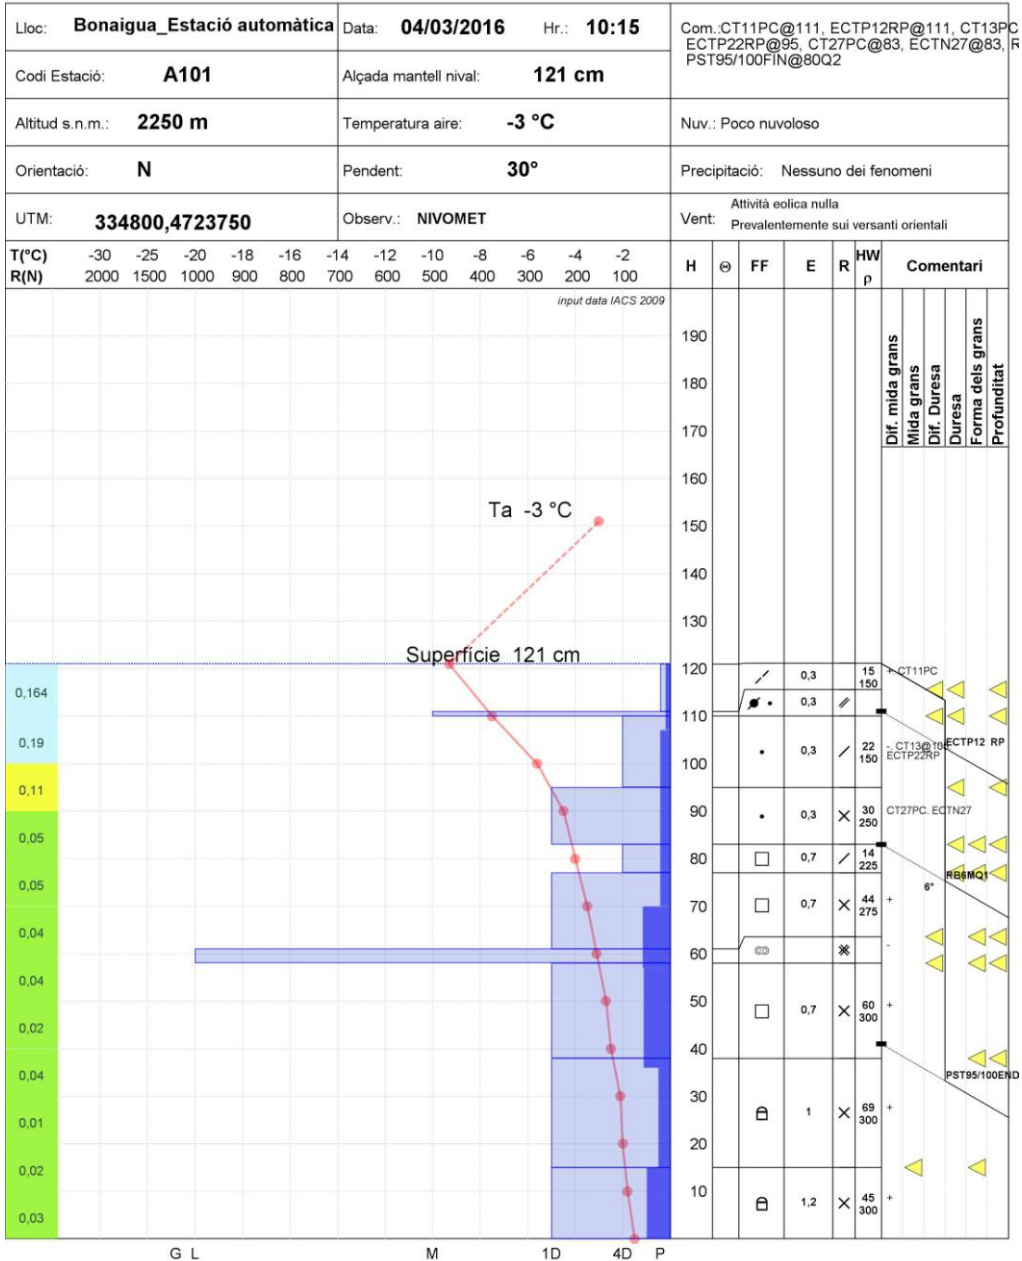 Lloc: Bonaigua_Estació automàtica Data: 04/03/2016 Hr.: 10:15
Com.:CT11PC@111, ECTP12RP@111, CT13PC
ECTP22RP@95, CT27PC@83, ECTN27@83, R
PST95/100FIN@80Q2
Codi Estació: A101 Alçada mantell nival: 121 cm
Altitud s.n.m.: 2250 m Temperatura aire: -3 °C Nuv.: Poco nuvoloso
Orientació: N Pendent: 30° Precipitació: Nessuno dei fenomeni
UTM: 334800,4723750 Observ.: NIVOMET Vent: Attività eolica nulla
Prevalentemente sui versanti orientali
T(°C) -30 -25 -20 -18 -16 -14 -12 -10 -8 -6 -4 -2
R(N) 2000 1500 1000 900 800 700 600 500 400 300 200 100
H FF E R HW ρ Comentari
input data IACS 2009
Dif. mida grans
Mida grans
Dif. Duresa
Duresa
Forma dels grans
Profunditat
190
180
170
160
Ta -3 °C
150
140
130
Superfície 121 cm
120
0,3 15 150 + CT11PC
0,164
0,3
110
0,19
0,3 22 150 ECTP12 RP
ECTP22RP
100
0,11
90
0,3 30 250 CT27PC. ECTN27
0,05
80
0,7 14 225
RB6MQ1
6°
0,05
70
0,7 44 275 +
0,04
60
-
0,04
50
0,7 60 300 +
0,02
40
0,04
PST95/100END
30
1 69 300 +
0,01
20
0,02
10
1,2 45 300 +
0,03
G L M 1D 4D P